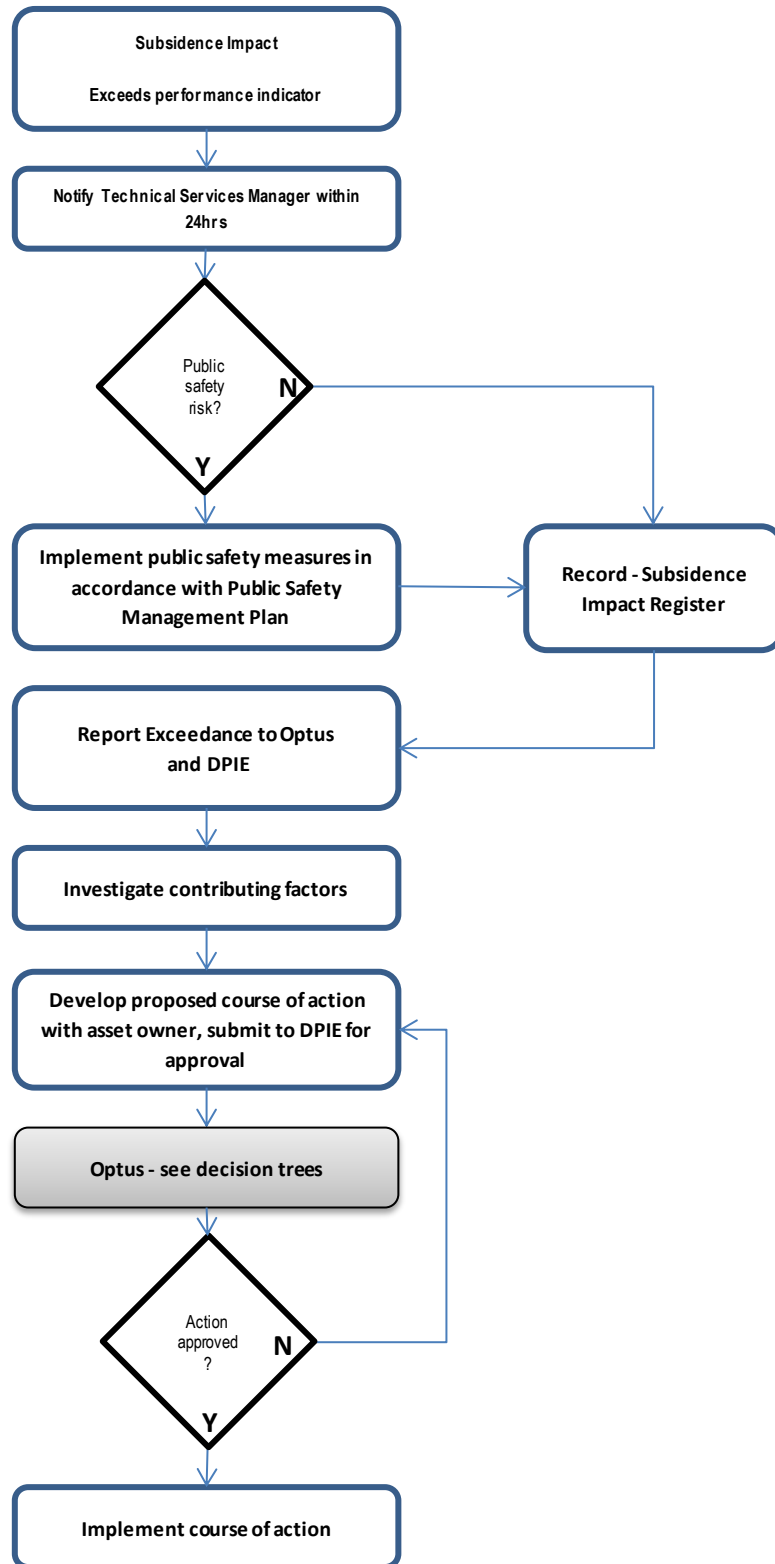 Subsidence Impact
Exceeds performance indicator
Notify Technical Services Manager within
24hrs
Public
safety
risk?
N
Y
Implement public safety measures in
accordance with Public Safety
Management Plan
Record - Subsidence
Impact Register
Report Exceedance to Optus
and DPIE
Investigate contributing factors
Develop proposed course of action
with asset owner, submit to DPIE for
approval
Optus - see decision trees
Action
approved
?
N
Y
Implement course of action